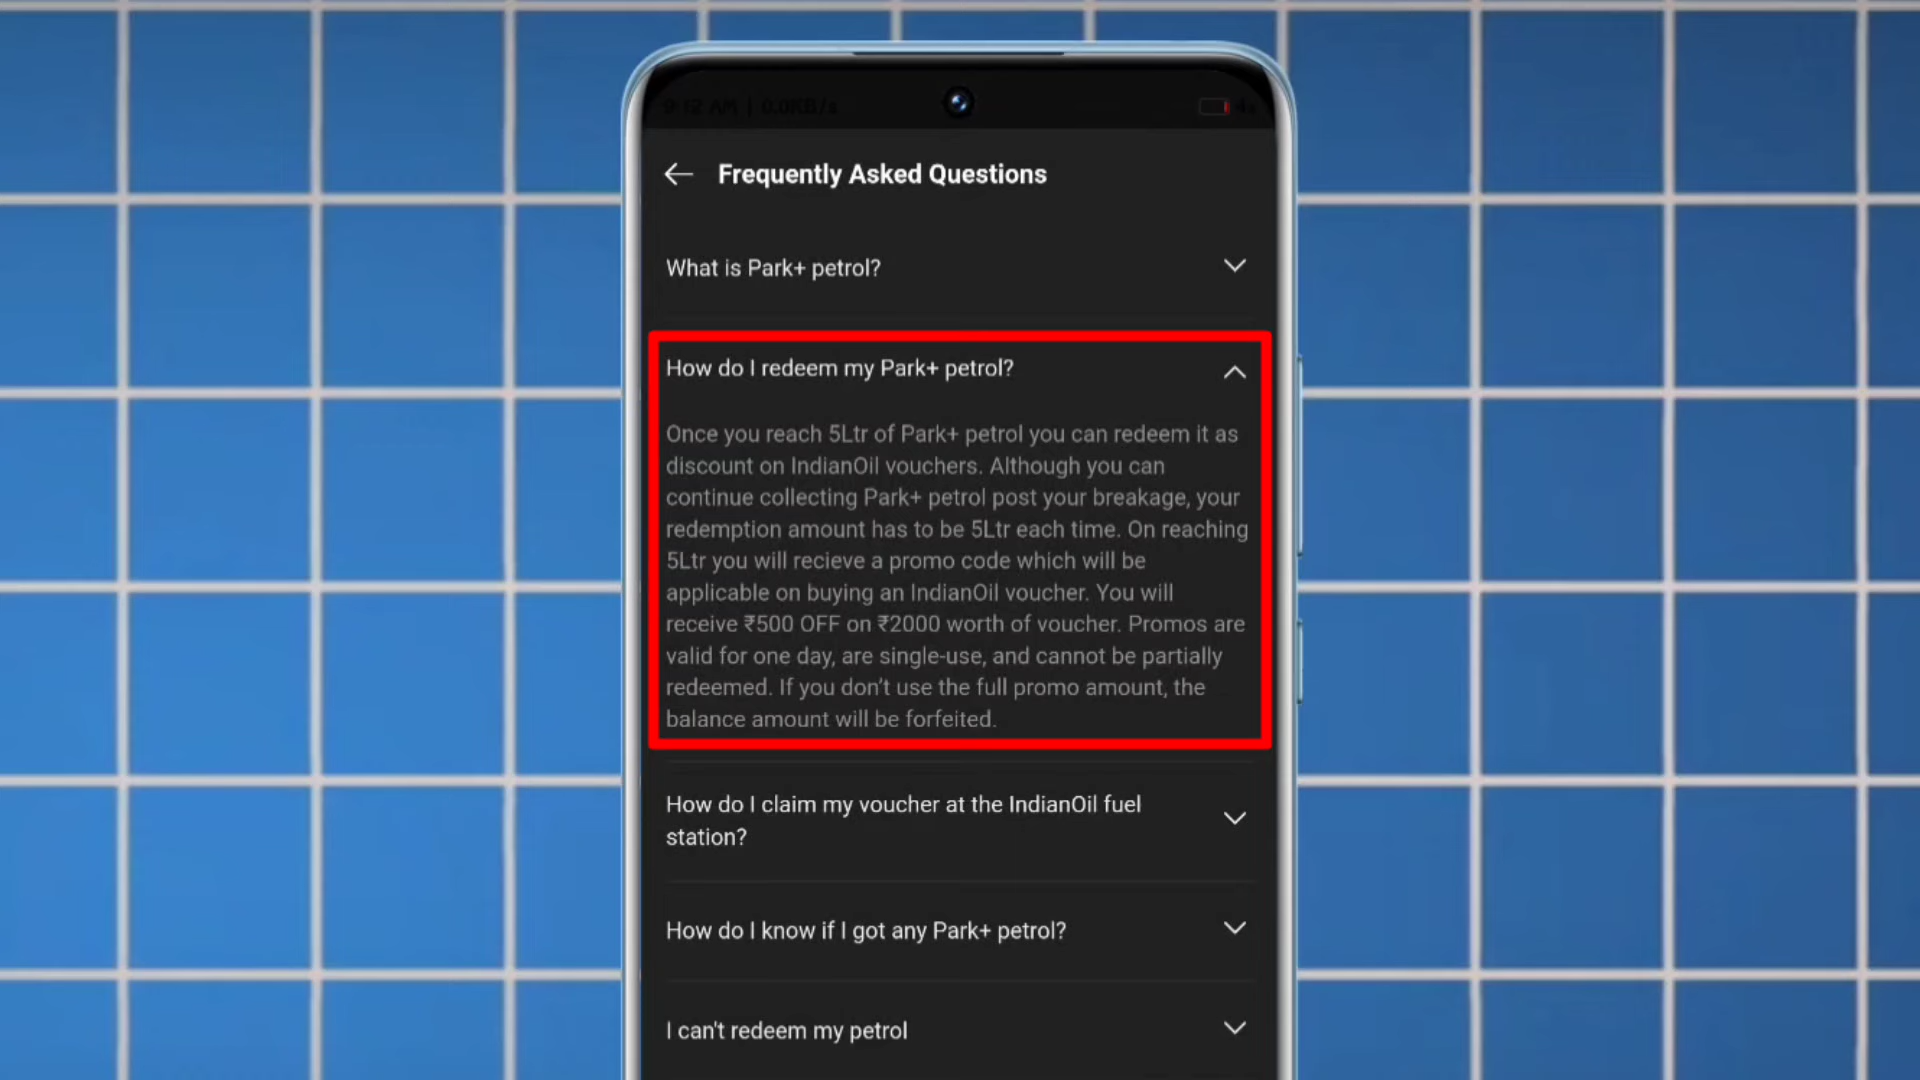 9:12 AM | 0.0KB/s
Frequently Asked Questions
What is Park+ petrol?
How do I redeem my Park+ petrol?
Once you reach 5Ltr of Park+ petrol you can redeem it as
discount on IndianOil vouchers. Although you can
continue collecting Park+ petrol post your breakage, your
redemption amount has to be 5Ltr each time. On reaching
5Ltr you will recieve a promo code which will be
applicable on buying an IndianOil voucher. You will
receive ₹500 OFF on ₹2000 worth of voucher. Promos are
valid for one day, are single-use, and cannot be partially
redeemed. If you don’t use the full promo amount, the
balance amount will be forfeited.
How do I claim my voucher at the IndianOil fuel
station?
How do I know if I got any Park+ petrol?
I can't redeem my petrol